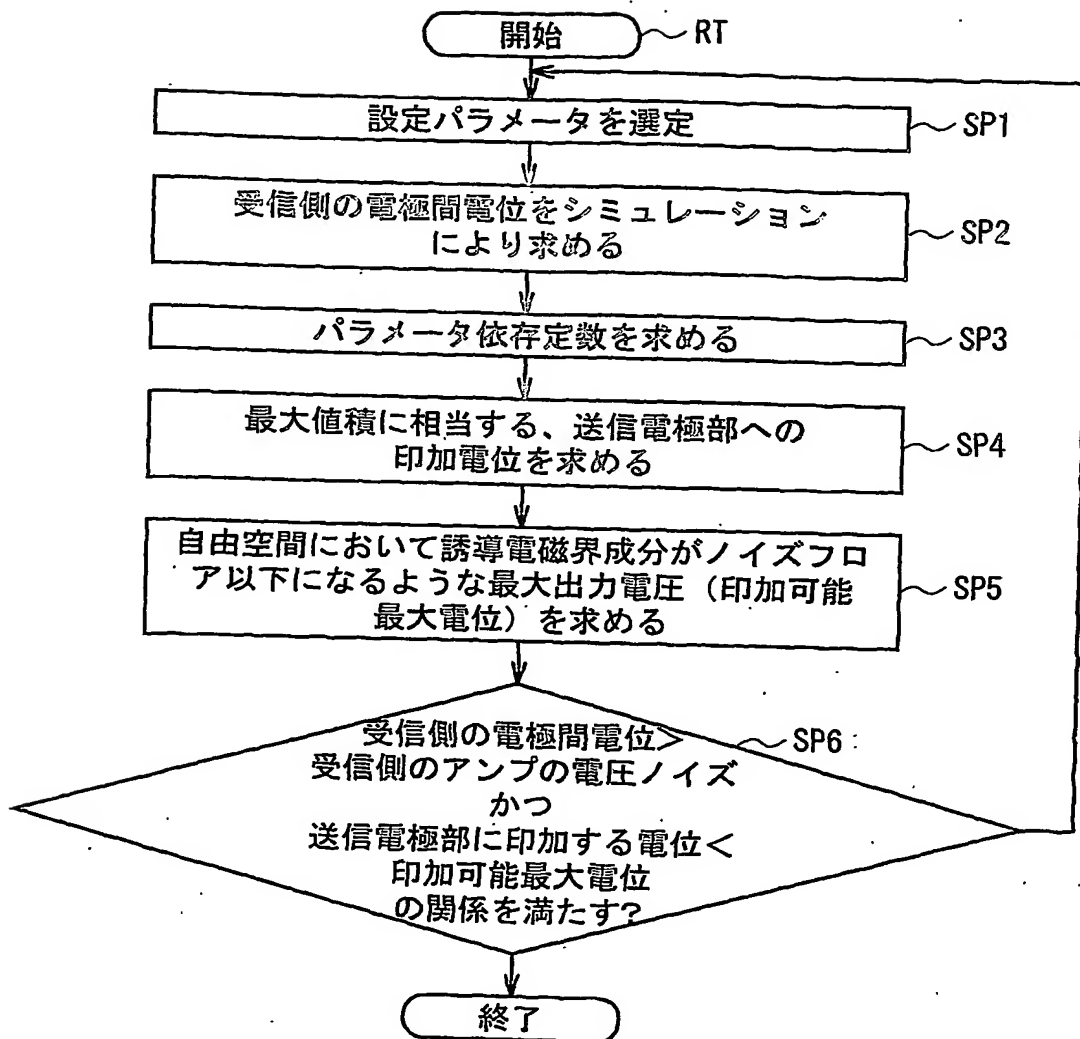 開始
RT
設定パラメータを選定
SP1
受信側の電極間電位をシミュレーション
により求める
SP2
パラメータ依存定数を求める
SP3
最大値積に相当する、送信電極部への
印加電位を求める
SP4
自由空間において誘導電磁界成分がノイズフロ
ア以下になるような最大出力電圧（印加可能
最大電位）を求める
SP5
受信側の電極間電位＞
受信側のアンプの電圧ノイズ
かつ
送信電極部に印加する電位＜
印加可能最大電位
の関係を満たす?
SP6
終了